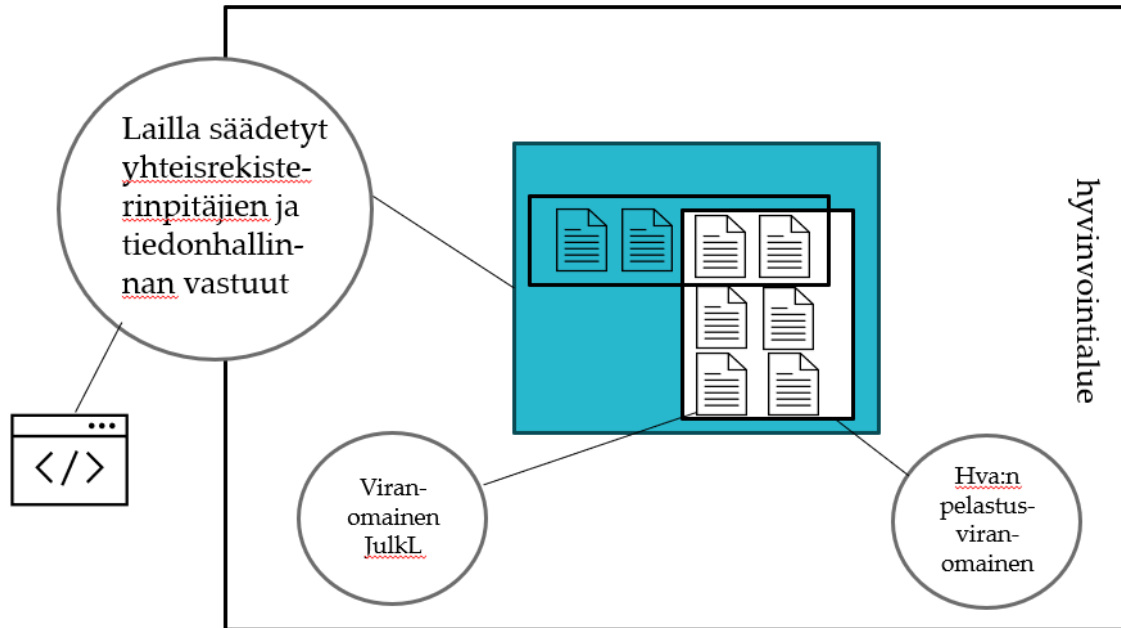 Lailla säädetyt
yhteisrekiste-
rinpitäjien ja
tiedonhallin-
nan vastuut
hyvinvointialue
</>
Viran-
omainen
JulkL
Hva:n
pelastus-
viran-
omainen